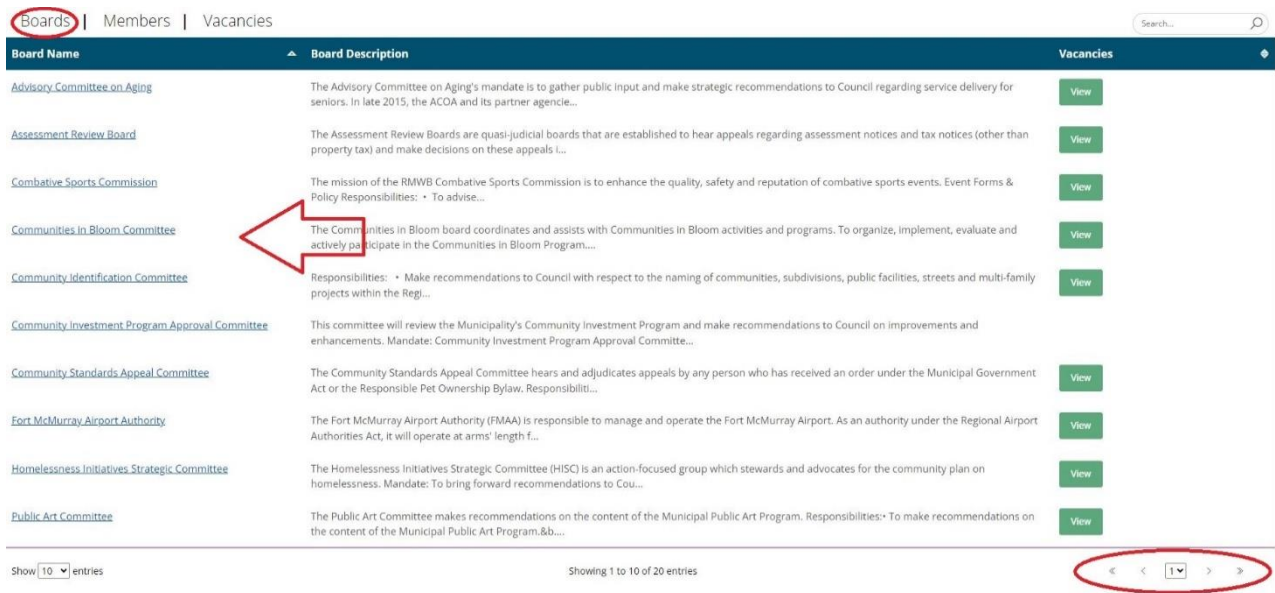 Boards | Members | Vacancies
Search...
Board Name Board Description Vacancies
Advisory Committee on Aging The Advisory Committee on Aging's mandate is to gather public input and make strategic recommendations to Council regarding service delivery for View
seniors. In late 2015, the ACOA and its partner agencie...
Assessment Review Board The Assessment Review Boards are quasi-judicial boards that are established to hear appeals regarding assessment notices and tax notices (other than View
property tax) and make decisions on these appeals i...
Combative Sports Commission The mission of the RMWB Combative Sports Commission is to enhance the quality, safety and reputation of combative sports events. Event Forms & View
Policy Responsibilities: • To advise...
Communities in Bloom Committee The Communities in Bloom board coordinates and assists with Communities in Bloom activities and programs. To organize, implement, evaluate and View
actively participate in the Communities in Bloom Program....
Community Identification Committee Responsibilities: • Make recommendations to Council with respect to the naming of communities, subdivisions, public facilities, streets and multi-family View
projects within the Regi...
Community Investment Program Approval Committee This committee will review the Municipality's Community Investment Program and make recommendations to Council on improvements and
enhancements. Mandate: Community Investment Program Approval Committe...
Community Standards Appeal Committee The Community Standards Appeal Committee hears and adjudicates appeals by any person who has received an order under the Municipal Government View
Act or the Responsible Pet Ownership Bylaw. Responsibiliti...
Fort McMurray Airport Authority The Fort McMurray Airport Authority (FMAA) is responsible to manage and operate the Fort McMurray Airport. As an authority under the Regional Airport View
Authorities Act, it will operate at arms' length f...
Homelessness Initiatives Strategic Committee The Homelessness Initiatives Strategic Committee (HISC) is an action-focused group which stewards and advocates for the community plan on View
homelessness. Mandate: To bring forward recommendations to Cou...
Public Art Committee The Public Art Committee makes recommendations on the content of the Municipal Public Art Program. Responsibilities:• To make recommendations on View
the content of the Municipal Public Art Program.&b....
Show 10 entries Showing 1 to 10 of 20 entries « < 1 > »